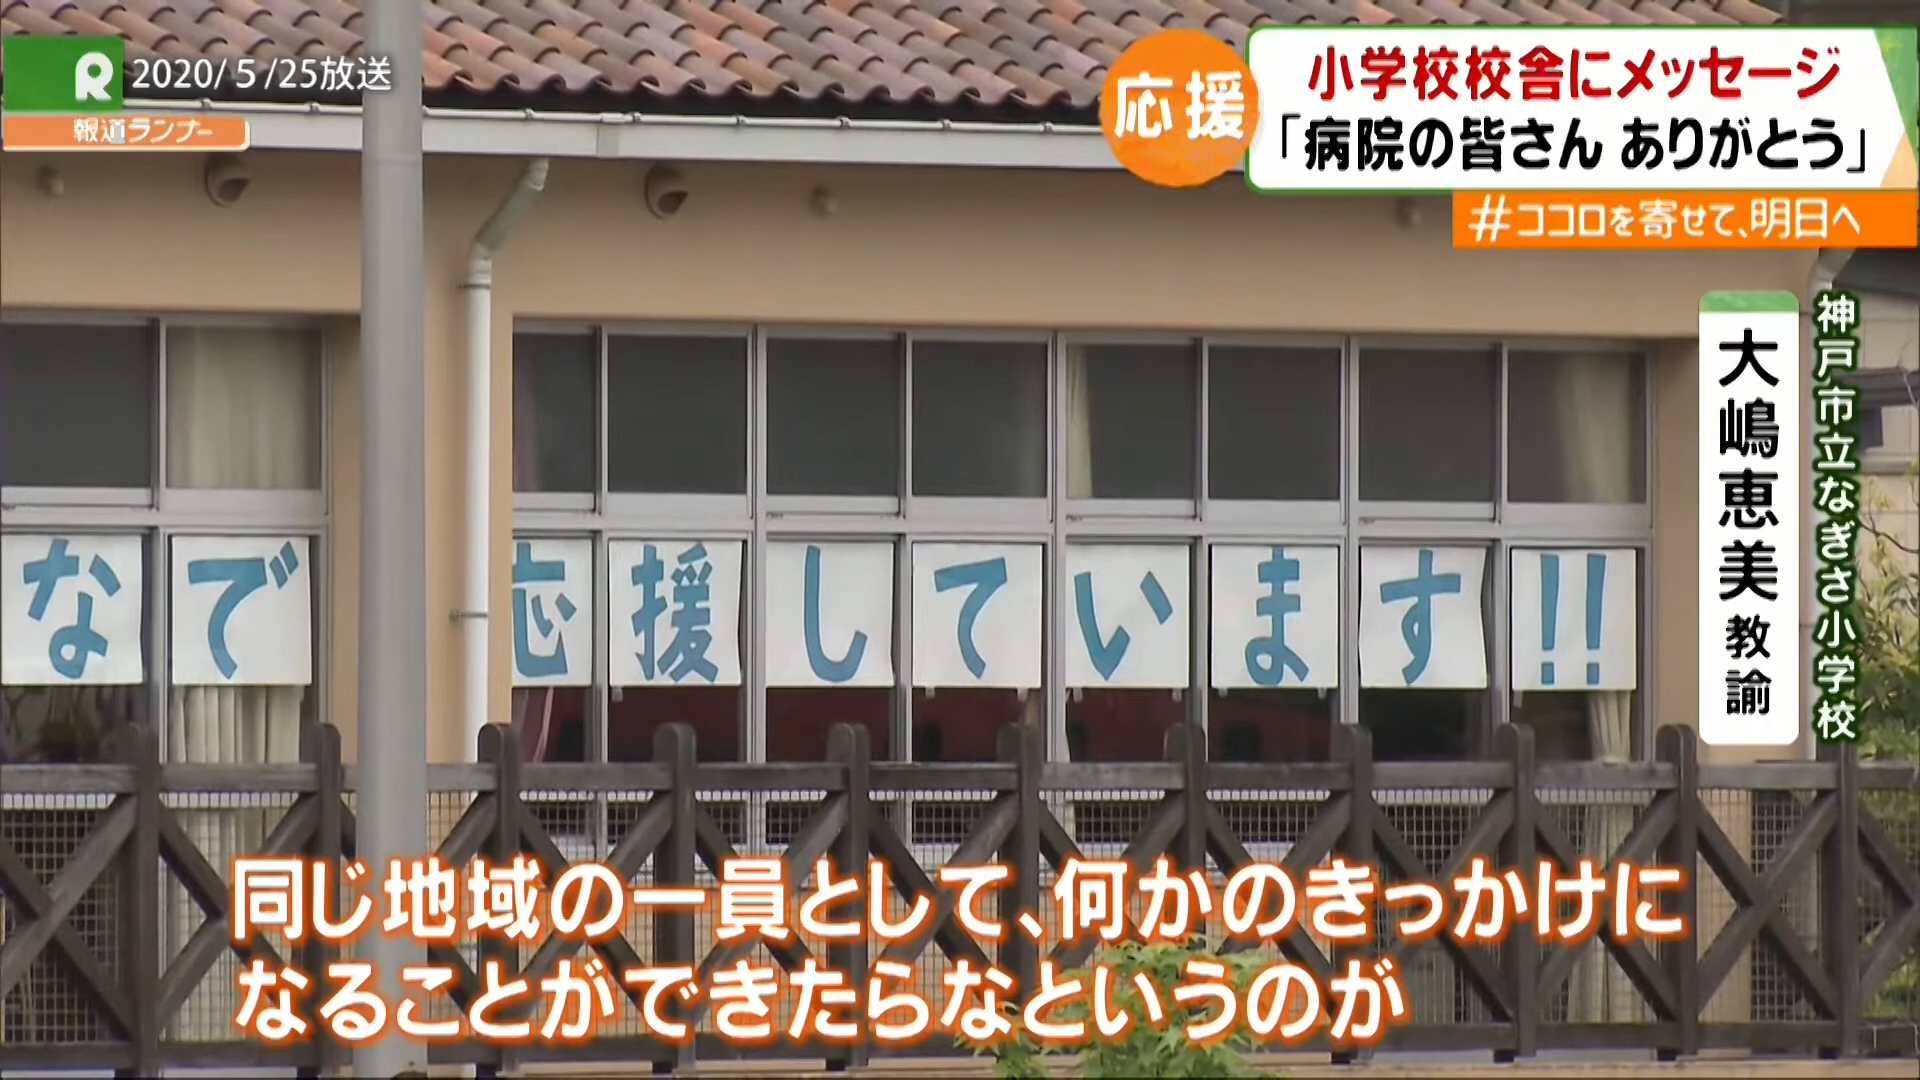 R
2020/5/25放送
報道ランナー
応援
小学校校舎にメッセージ
「病院の皆さん ありがとう」
#ココロを寄せて、明日へ
神戸市立なぎさ小学校
大嶋恵美 教諭
なで 応援しています!!
同じ地域の一員として、何かのきっかけに
なることができたらなというのが